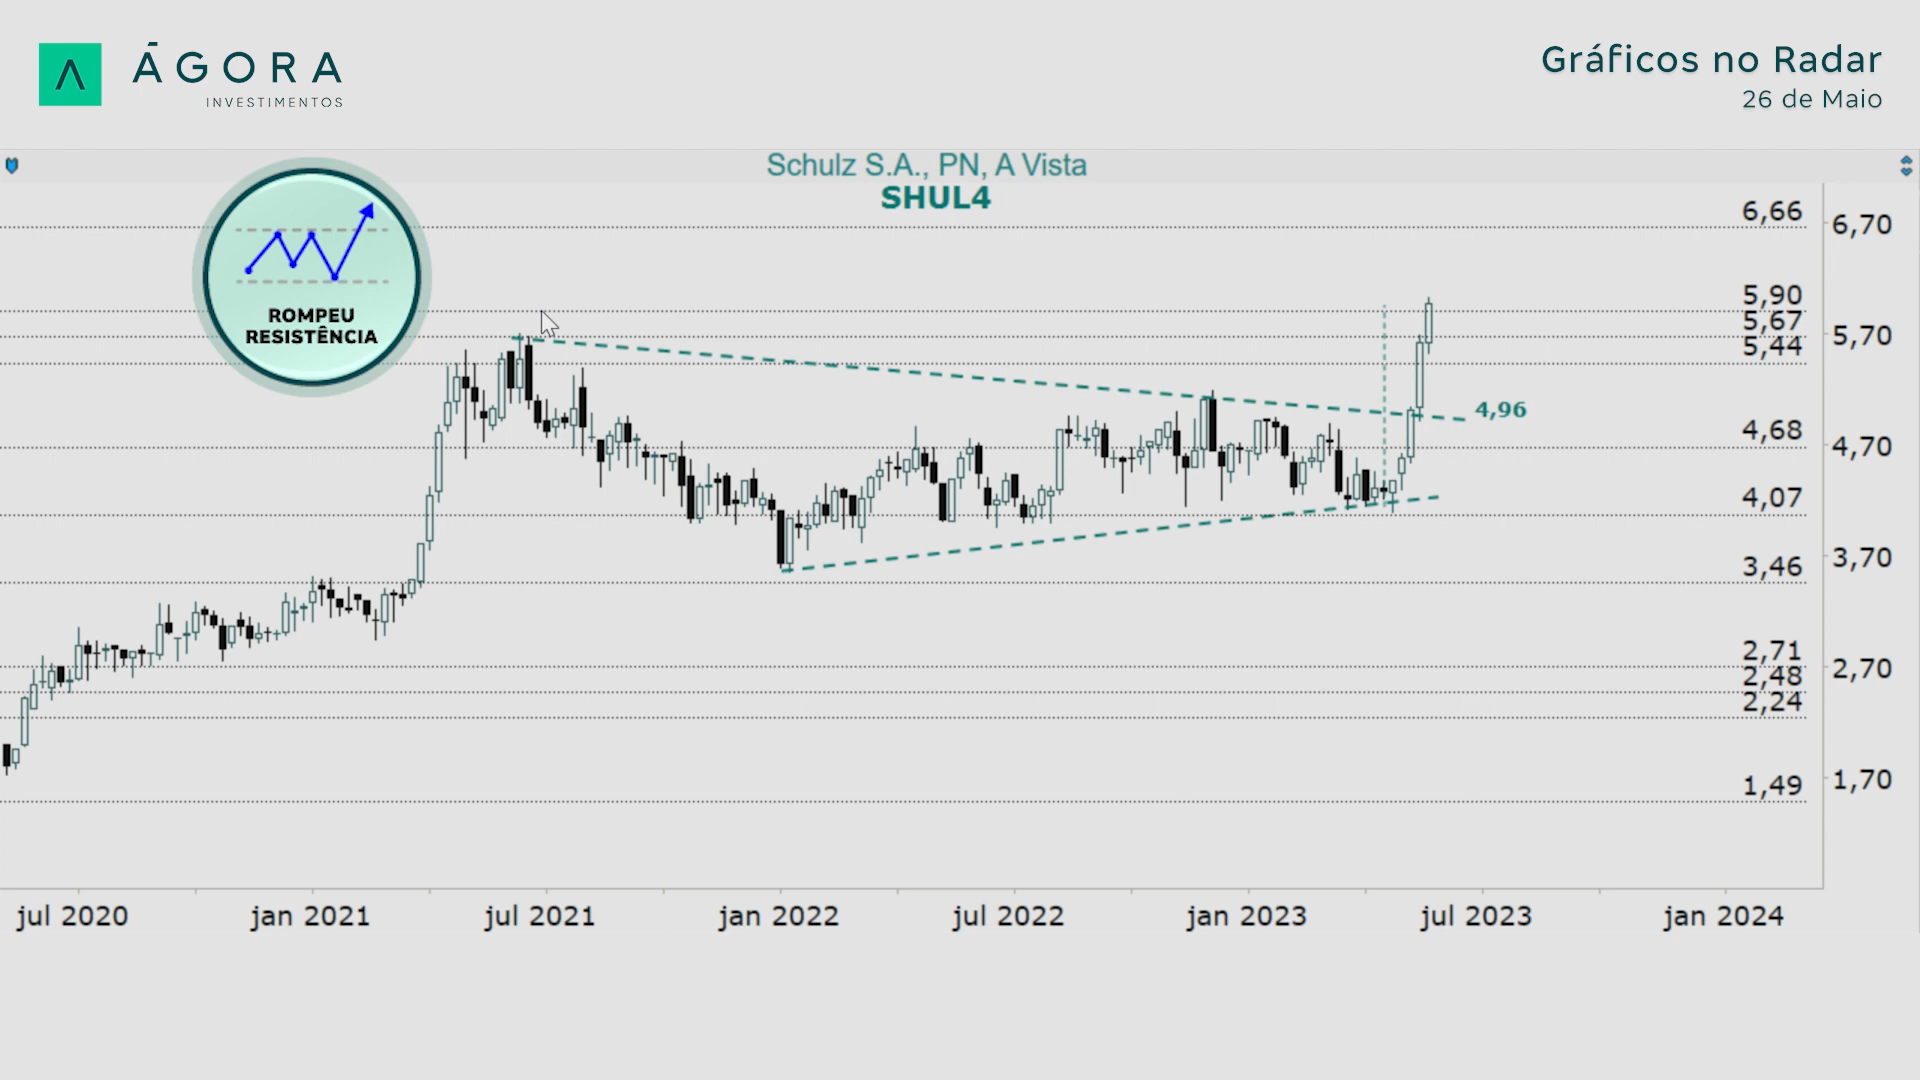 ÁGORA
INVESTIMENTOS
Gráficos no Radar
26 de Maio
Schulz S.A., PN, A Vista
SHUL4
ROMPEU
RESISTÊNCIA
6,66
5,90
5,67
5,44
4,96
4,68
4,07
3,46
2,71
2,48
2,24
1,49
6,70
5,70
4,70
3,70
2,70
1,70
jul 2020
jan 2021
jul 2021
jan 2022
jul 2022
jan 2023
jul 2023
jan 2024